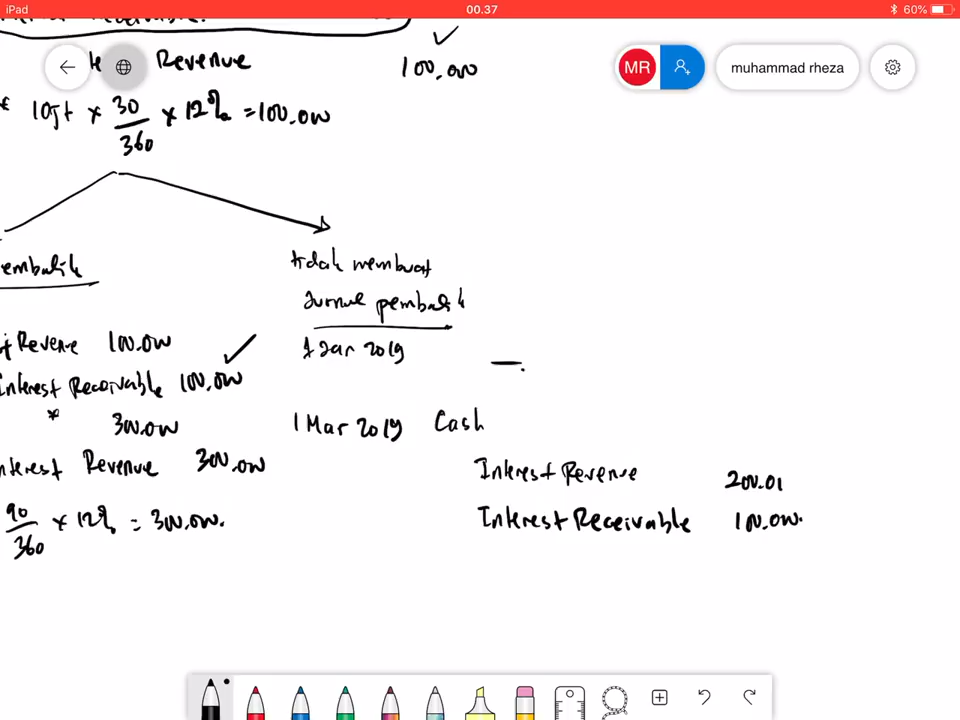 iPad 00.37 60%
Revenue 100.000
MR muhammad rheza
10jt × 30/360 × 12% = 100.000
tidak membuat
embalik Jurnal pembalik
Revenue 100.000 1 Jan 2019 —
Interest Receivable 100.000
* 300.000 1 Mar 2019 Cash
nterest Revenue 300.000 Interest Revenue 200.01
90/360 × 12% = 300.000. Interest Receivable 100.000.